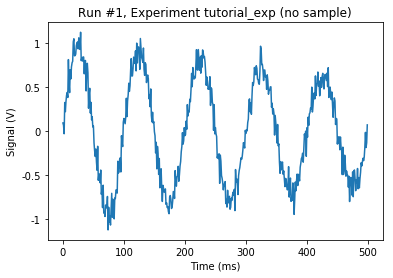 Run #1, Experiment tutorial_exp (no sample)
1
0.5
0
-0.5
-1
Signal (V)
0 100 200 300 400 500
Time (ms)